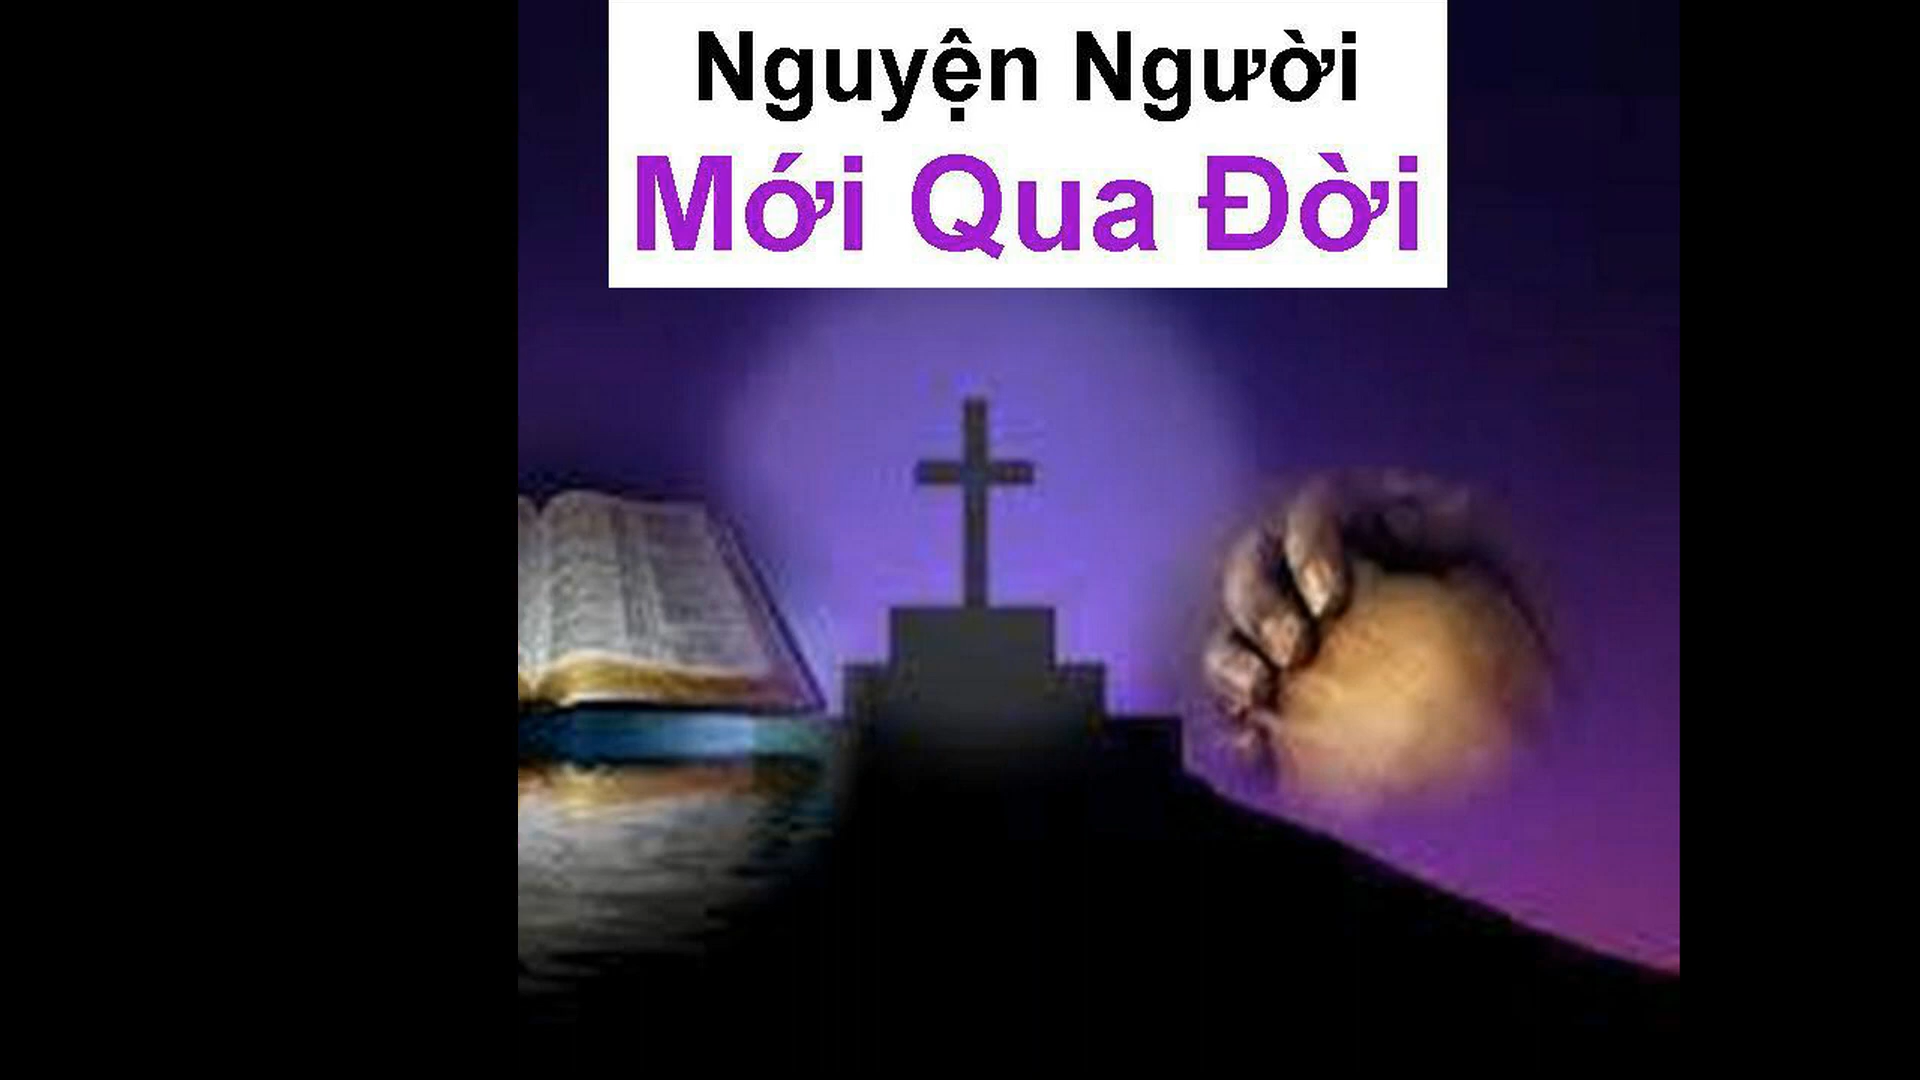 Nguyện Người
Mới Qua Đời